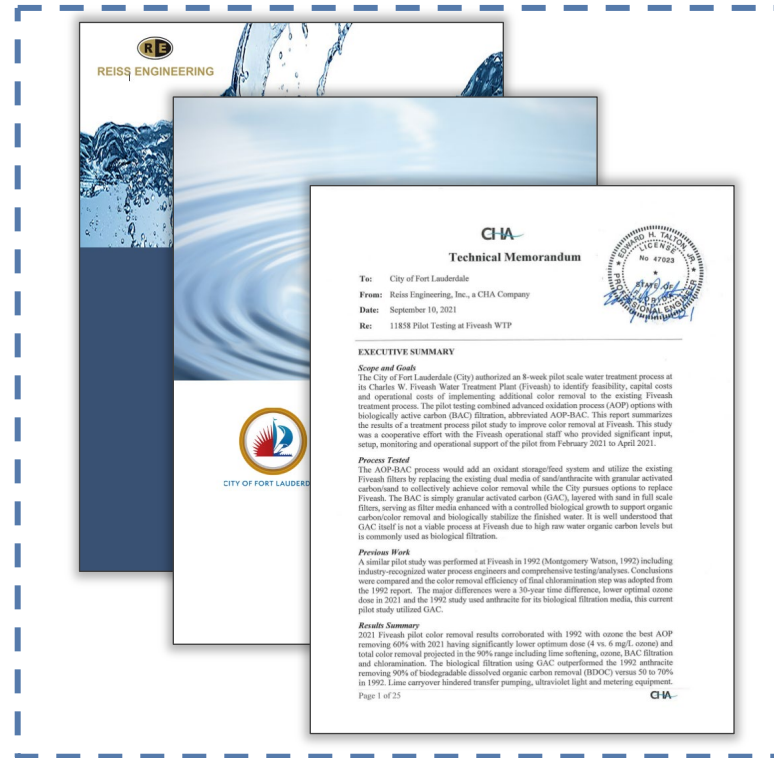 RE
REISS ENGINEERING
CITY OF FORT LAUDERD
CHA
Technical Memorandum
EDWARD H. TALTON, JR.
LICENSE
No 47023
STATE OF
PROFESSIONAL ENGINEER
To: City of Fort Lauderdale
From: Reiss Engineering, Inc., a CHA Company
Date: September 10, 2021
Re: 11858 Pilot Testing at Fiveash WTP
EXECUTIVE SUMMARY
Scope and Goals
The City of Fort Lauderdale (City) authorized an 8-week pilot scale water treatment process at
its Charles W. Fiveash Water Treatment Plant (Fiveash) to identify feasibility, capital costs
and operational costs of implementing additional color removal to the existing Fiveash
treatment process. The pilot testing combined advanced oxidation process (AOP) options with
biologically active carbon (BAC) filtration, abbreviated AOP-BAC. This report summarizes
the results of a treatment process pilot study to improve color removal at Fiveash. This study
was a cooperative effort with the Fiveash operational staff who provided significant input,
setup, monitoring and operational support of the pilot from February 2021 to April 2021.
Process Tested
The AOP-BAC process would add an oxidant storage/feed system and utilize the existing
Fiveash filters by replacing the existing dual media of sand/anthracite with granular activated
carbon/sand to collectively achieve color removal while the City pursues options to replace
Fiveash. The BAC is simply granular activated carbon (GAC), layered with sand in full scale
filters, serving as filter media enhanced with a controlled biological growth to support organic
carbon/color removal and biologically stabilize the finished water. It is well understood that
GAC itself is not a viable process at Fiveash due to high raw water organic carbon levels but
is commonly used as biological filtration.
Previous Work
A similar pilot study was performed at Fiveash in 1992 (Montgomery Watson, 1992) including
industry-recognized water process engineers and comprehensive testing/analyses. Conclusions
were compared and the color removal efficiency of final chloramination step was adopted from
the 1992 report. The major differences were a 30-year time difference, lower optimal ozone
dose in 2021 and the 1992 study used anthracite for its biological filtration media, this current
pilot study utilized GAC.
Results Summary
2021 Fiveash pilot color removal results corroborated with 1992 with ozone the best AOP
removing 60% with 2021 having significantly lower optimum dose (4 vs. 6 mg/L ozone) and
total color removal projected in the 90% range including lime softening, ozone, BAC filtration
and chloramination. The biological filtration using GAC outperformed the 1992 anthracite
removing 90% of biodegradable dissolved organic carbon removal (BDOC) versus 50 to 70%
in 1992. Lime carryover hindered transfer pumping, ultraviolet light and metering equipment.
Page 1 of 25
CHA